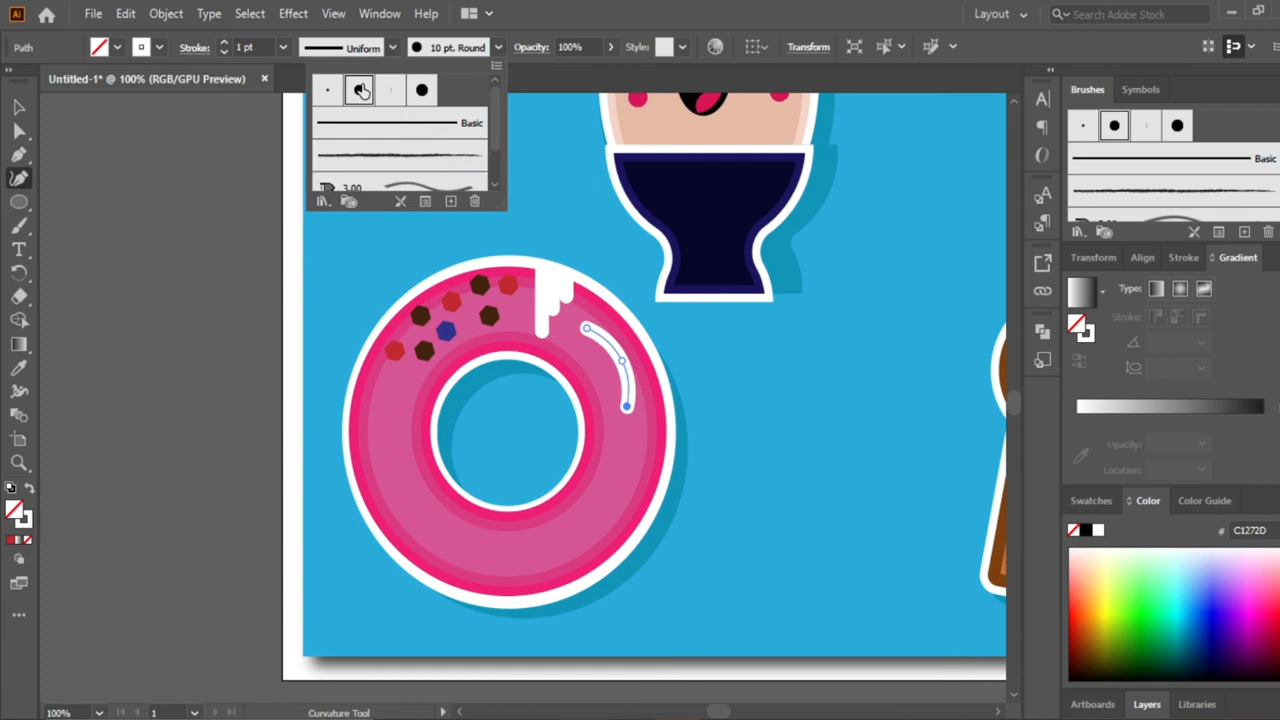 Ai File Edit Object Type Select Effect View Window Help Layout Search Adobe Stock
Path Stroke: 1 pt Uniform 10 pt. Round Opacity: 100% Style: Transform
Untitled-1* @ 100% (RGB/GPU Preview) ×
Basic
3.00
Brushes Symbols
Basic
Transform Align Stroke Gradient
Type:
Stroke:
Opacity:
Location:
Swatches Color Color Guide
# C1272D
Artboards Layers Libraries
100% 1 Curvature Tool